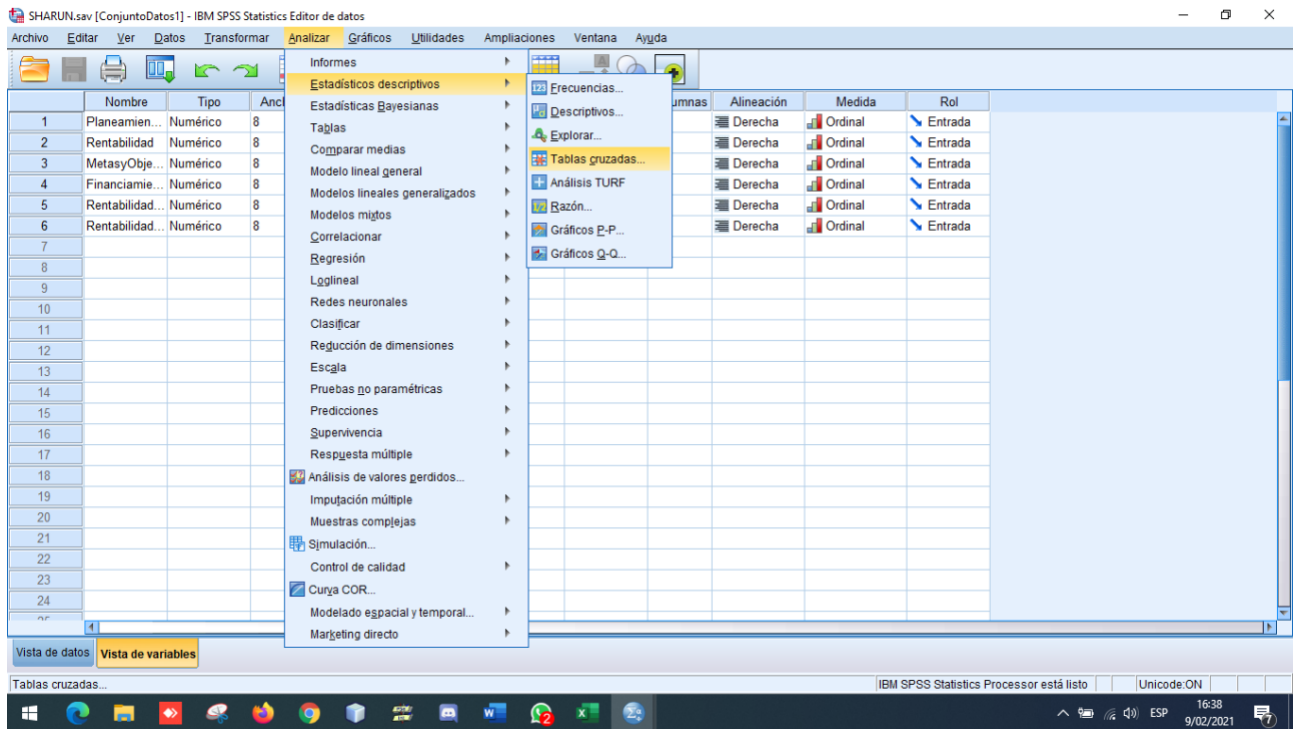 SHARUN.sav [ConjuntoDatos1] - IBM SPSS Statistics Editor de datos
Archivo Editar Ver Datos Transformar Analizar Gráficos Utilidades Ampliaciones Ventana Ayuda
Informes
Estadísticos descriptivos
Estadísticas Bayesianas
Tablas
Comparar medias
Modelo lineal general
Modelos lineales generalizados
Modelos mixtos
Correlacionar
Regresión
Loglineal
Redes neuronales
Clasificar
Reducción de dimensiones
Escala
Pruebas no paramétricas
Predicciones
Supervivencia
Respuesta múltiple
Análisis de valores perdidos...
Imputación múltiple
Muestras complejas
Simulación...
Control de calidad
Curva COR...
Modelado espacial y temporal...
Marketing directo
Frecuencias...
Descriptivos...
Explorar...
Tablas cruzadas...
Análisis TURF
Razón...
Gráficos P-P...
Gráficos Q-Q...
Nombre Tipo Ancl umnas Alineación Medida Rol
1 Planeamien... Numérico 8 Derecha Ordinal Entrada
2 Rentabilidad Numérico 8 Derecha Ordinal Entrada
3 MetasyObje... Numérico 8 Derecha Ordinal Entrada
4 Financiamie... Numérico 8 Derecha Ordinal Entrada
5 Rentabilidad... Numérico 8 Derecha Ordinal Entrada
6 Rentabilidad... Numérico 8 Derecha Ordinal Entrada
7
8
9
10
11
12
13
14
15
16
17
18
19
20
21
22
23
24
Vista de datos Vista de variables
Tablas cruzadas... IBM SPSS Statistics Processor está listo Unicode:ON
ESP 16:38
9/02/2021